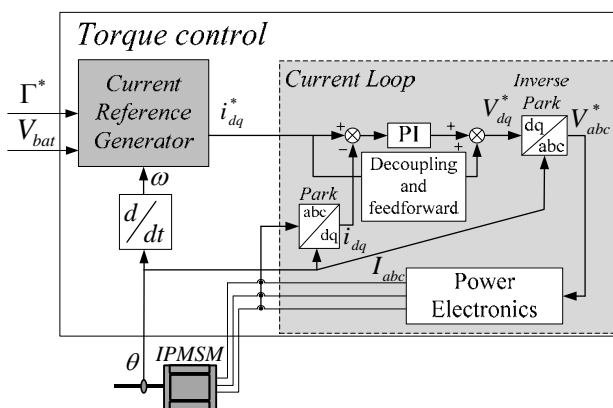 Torque control
Γ*
V_bat
Current
Reference
Generator
i*_dq
ω
d/dt
θ
IPMSM
Current Loop
+
−
PI
+
+
V*_dq
Inverse
Park
dq
abc
V*_abc
Decoupling
and
feedforward
Park
abc
dq
i_dq
I_abc
Power
Electronics